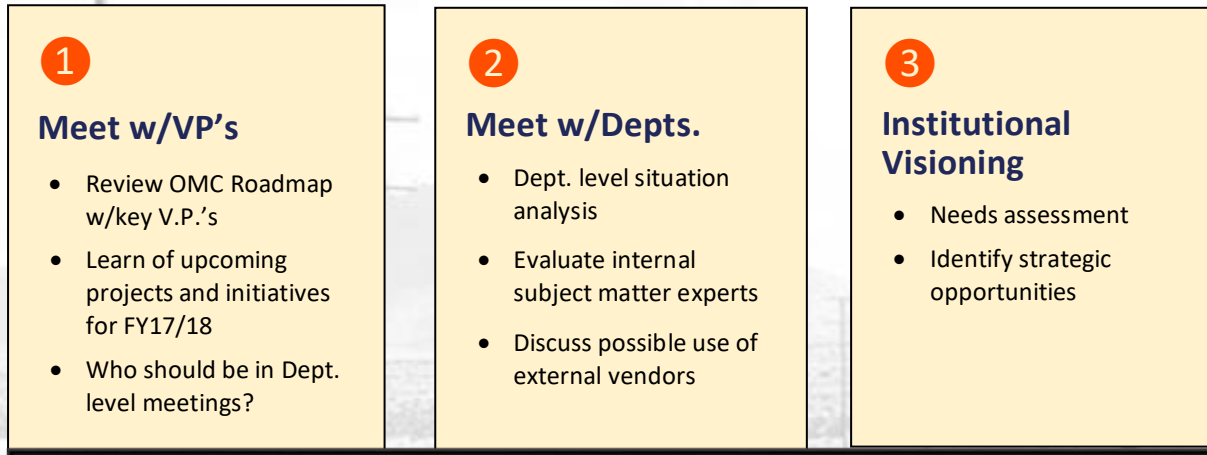 1
Meet w/VP’s
• Review OMC Roadmap
w/key V.P.’s
• Learn of upcoming
projects and initiatives
for FY17/18
• Who should be in Dept.
level meetings?
2
Meet w/Depts.
• Dept. level situation
analysis
• Evaluate internal
subject matter experts
• Discuss possible use of
external vendors
3
Institutional
Visioning
• Needs assessment
• Identify strategic
opportunities